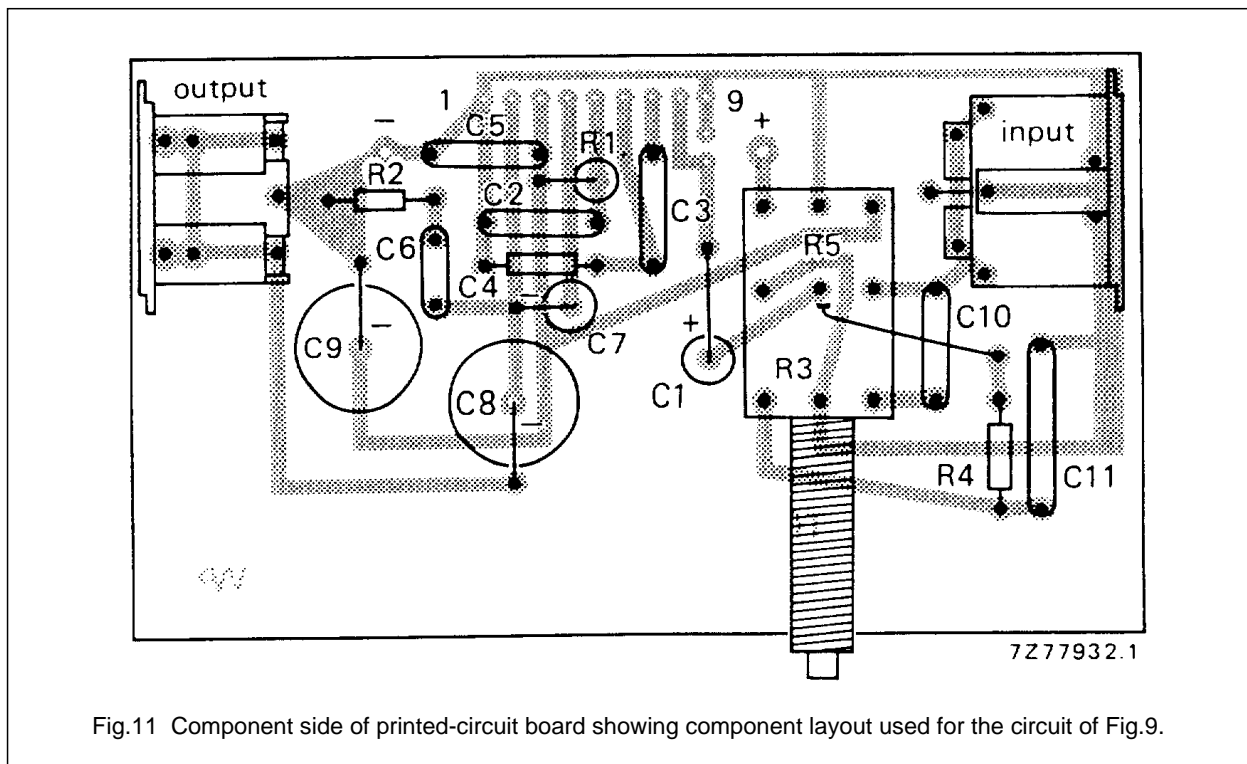 output
1
9
input
−
+
C5
R1
R2
C2
C3
C6
R5
C4
−
C7
+
C10
C9
−
C1
R3
C8
−
R4
C11
7Z77932.1
Fig.11 Component side of printed-circuit board showing component layout used for the circuit of Fig.9.